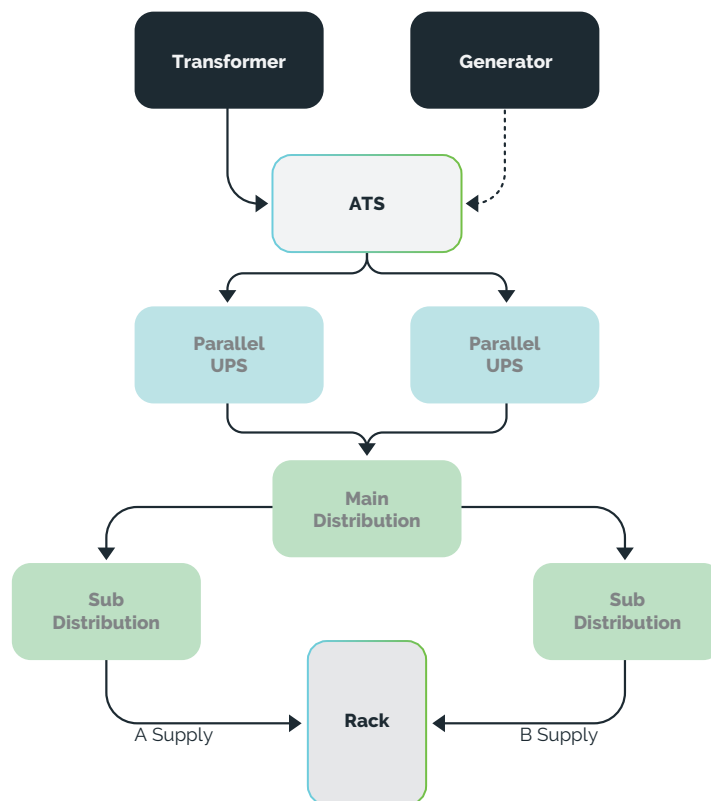 Transformer
Generator
ATS
Parallel
UPS
Parallel
UPS
Main
Distribution
Sub
Distribution
Sub
Distribution
Rack
A Supply
B Supply